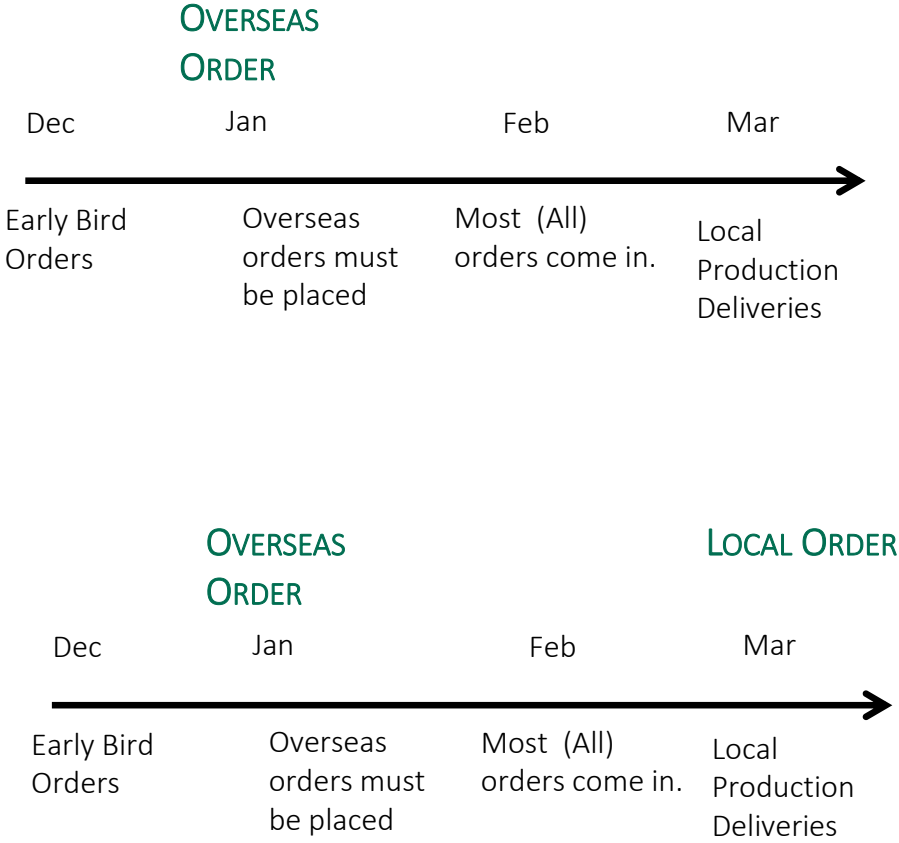 OVERSEAS
ORDER
Dec Jan Feb Mar
Early Bird
Orders
Overseas
orders must
be placed
Most (All)
orders come in.
Local
Production
Deliveries
OVERSEAS
ORDER
LOCAL ORDER
Dec Jan Feb Mar
Early Bird
Orders
Overseas
orders must
be placed
Most (All)
orders come in.
Local
Production
Deliveries